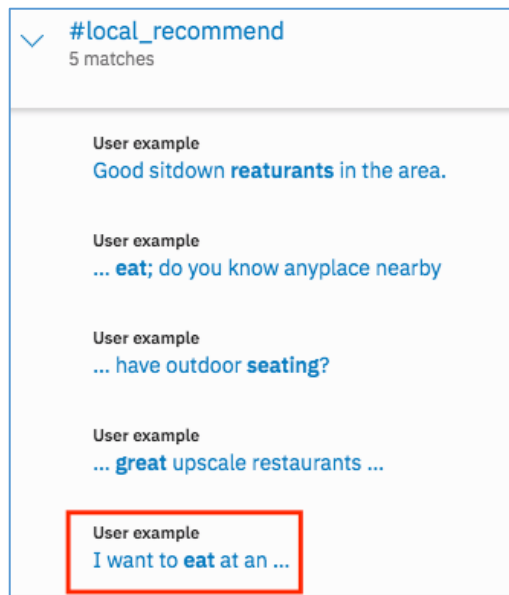 #local_recommend
5 matches
User example
Good sitdown reaturants in the area.
User example
... eat; do you know anyplace nearby
User example
... have outdoor seating?
User example
... great upscale restaurants ...
User example
I want to eat at an ...